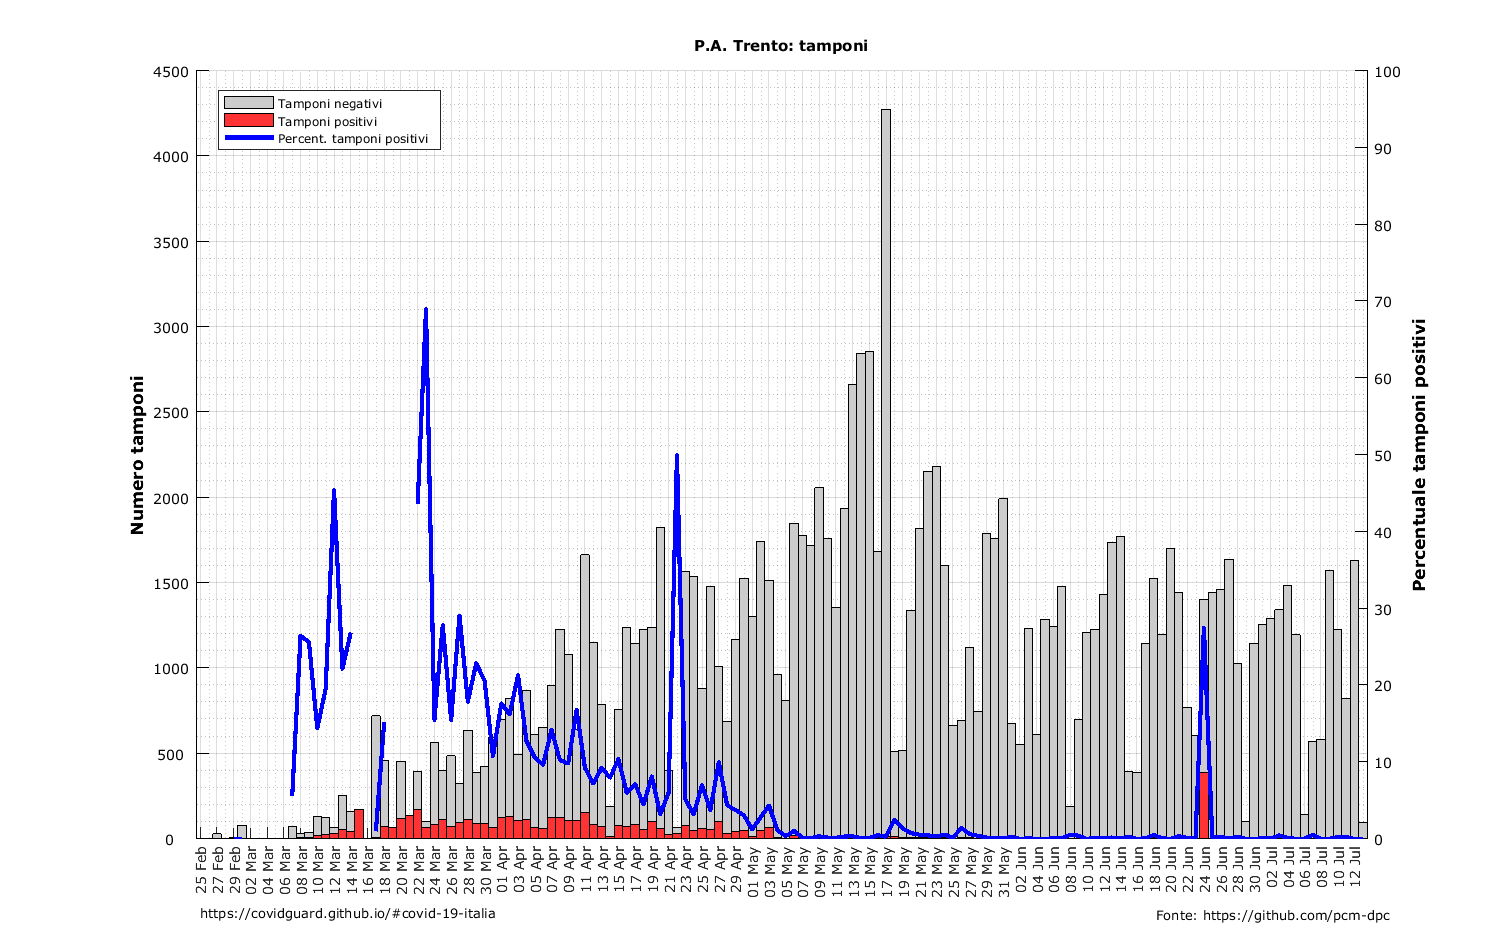 P.A. Trento: tamponi
Tamponi negativi
Tamponi positivi
Percent. tamponi positivi
Numero tamponi
4500
4000
3500
3000
2500
2000
1500
1000
500
0
Percentuale tamponi positivi
100
90
80
70
60
50
40
30
20
10
0
25 Feb
27 Feb
29 Feb
02 Mar
04 Mar
06 Mar
08 Mar
10 Mar
12 Mar
14 Mar
16 Mar
18 Mar
20 Mar
22 Mar
24 Mar
26 Mar
28 Mar
30 Mar
01 Apr
03 Apr
05 Apr
07 Apr
09 Apr
11 Apr
13 Apr
15 Apr
17 Apr
19 Apr
21 Apr
23 Apr
25 Apr
27 Apr
29 Apr
01 May
03 May
05 May
07 May
09 May
11 May
13 May
15 May
17 May
19 May
21 May
23 May
25 May
27 May
29 May
31 May
02 Jun
04 Jun
06 Jun
08 Jun
10 Jun
12 Jun
14 Jun
16 Jun
18 Jun
20 Jun
22 Jun
24 Jun
26 Jun
28 Jun
30 Jun
02 Jul
04 Jul
06 Jul
08 Jul
10 Jul
12 Jul
https://covidguard.github.io/#covid-19-italia
Fonte: https://github.com/pcm-dpc